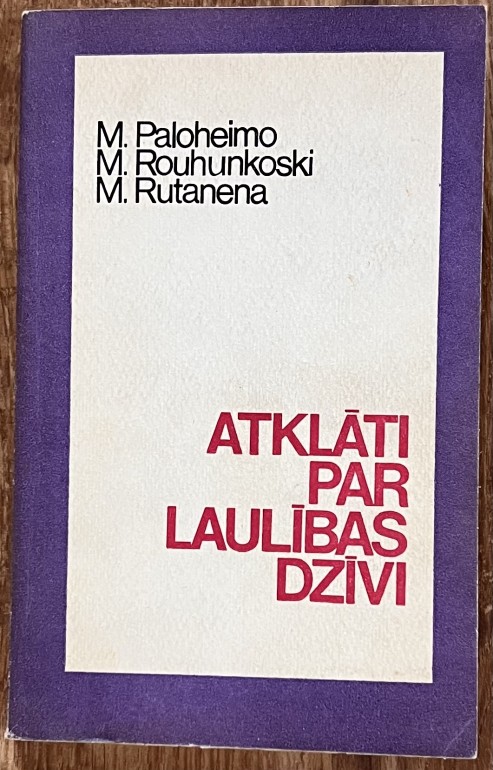 M. Paloheimo
M. Rouhunkoski
M. Rutanena
ATKLĀTI
PAR
LAULĪBAS
DZĪVI